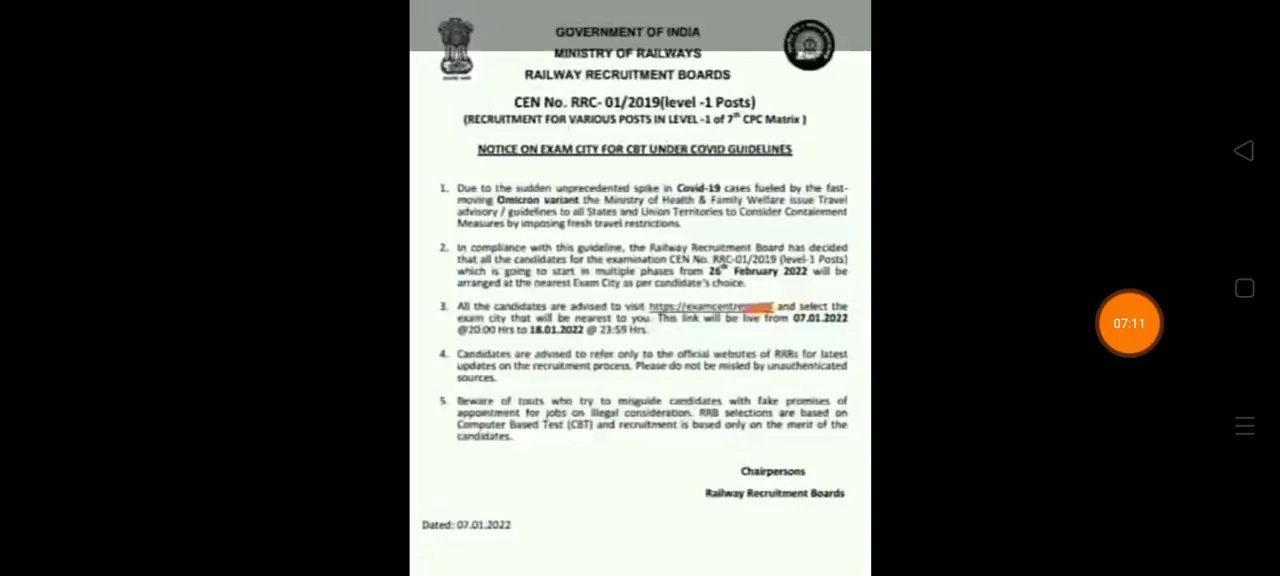 GOVERNMENT OF INDIA
MINISTRY OF RAILWAYS
RAILWAY RECRUITMENT BOARDS
CEN No. RRC- 01/2019(level -1 Posts)
(RECRUITMENT FOR VARIOUS POSTS IN LEVEL -1 of 7th CPC Matrix )
NOTICE ON EXAM CITY FOR CBT UNDER COVID GUIDELINES
1. Due to the sudden unprecedented spike in Covid-19 cases fueled by the fast-
moving Omicron variant the Ministry of Health & Family Welfare issue Travel
advisory / guidelines to all States and Union Territories to Consider Containment
Measures by imposing fresh travel restrictions.
2. In compliance with this guideline, the Railway Recruitment Board has decided
that all the candidates for the examination CEN No. RRC-01/2019 (level-1 Posts)
which is going to start in multiple phases from 26th February 2022 will be
arranged at the nearest Exam City as per candidate's choice.
3. All the candidates are advised to visit https://examcentre and select the
exam city that will be nearest to you. This link will be live from 07.01.2022
@20:00 Hrs to 18.01.2022 @ 23:59 Hrs.
4. Candidates are advised to refer only to the official websites of RRBs for latest
updates on the recruitment process. Please do not be misled by unauthenticated
sources.
5. Beware of touts who try to misguide candidates with fake promises of
appointment for jobs on illegal consideration. RRB selections are based on
Computer Based Test (CBT) and recruitment is based only on the merit of the
candidates.
Chairpersons
Railway Recruitment Boards
Dated: 07.01.2022
07:11